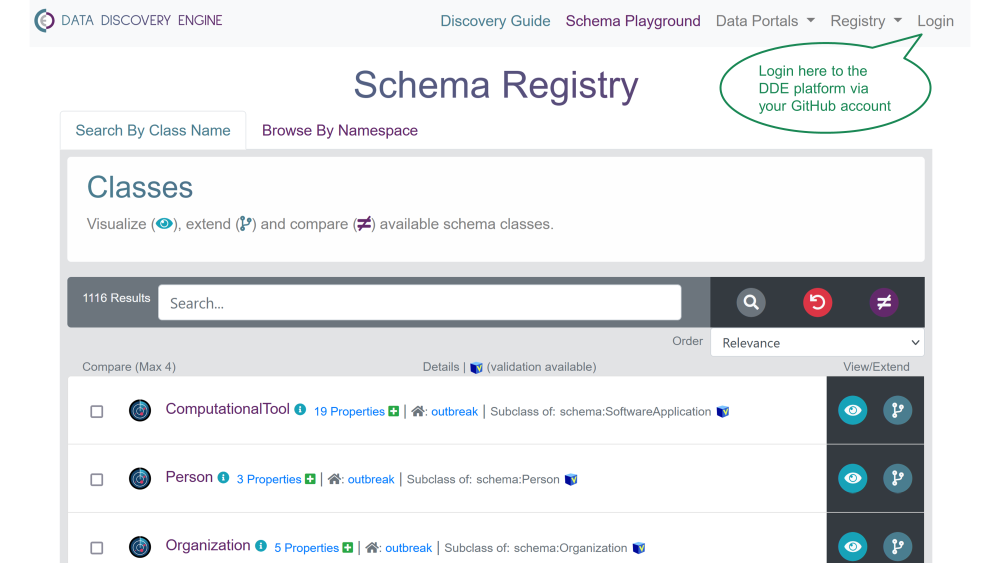 DATA DISCOVERY ENGINE
Discovery Guide Schema Playground Data Portals Registry Login
Login here to the
DDE platform via
your GitHub account
Schema Registry
Search By Class Name Browse By Namespace
Classes
Visualize (), extend () and compare (≠) available schema classes.
1116 Results Search...
Order Relevance
Compare (Max 4) Details | (validation available) View/Extend
ComputationalTool 19 Properties | : outbreak | Subclass of: schema:SoftwareApplication
Person 3 Properties | : outbreak | Subclass of: schema:Person
Organization 5 Properties | : outbreak | Subclass of: schema:Organization